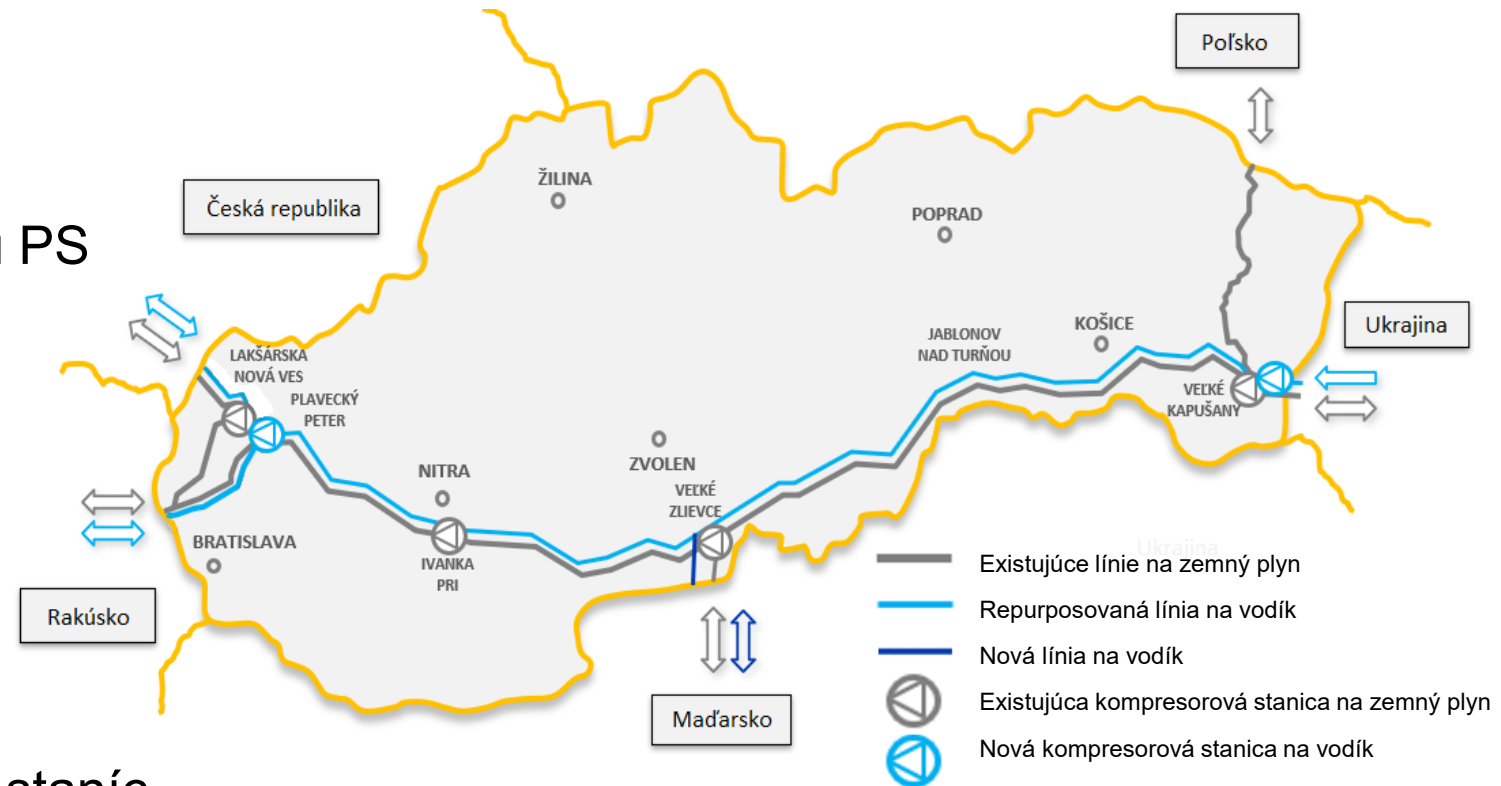 Poľsko
ŽILINA
Česká republika
POPRAD
PS
Ukrajina
KOŠICE
JABLONOV
NAD TURŇOU
LAKŠÁRSKA
NOVÁ VES
PLAVECKÝ
PETER
VEĽKÉ
KAPUŠANY
NITRA
ZVOLEN
VEĽKÉ
ZLIEVCE
BRATISLAVA
IVANKA
PRI
Ukrajina
Existujúce línie na zemný plyn
Rakúsko
Repurposovaná línia na vodík
Nová línia na vodík
Maďarsko
Existujúca kompresorová stanica na zemný plyn
Nová kompresorová stanica na vodík